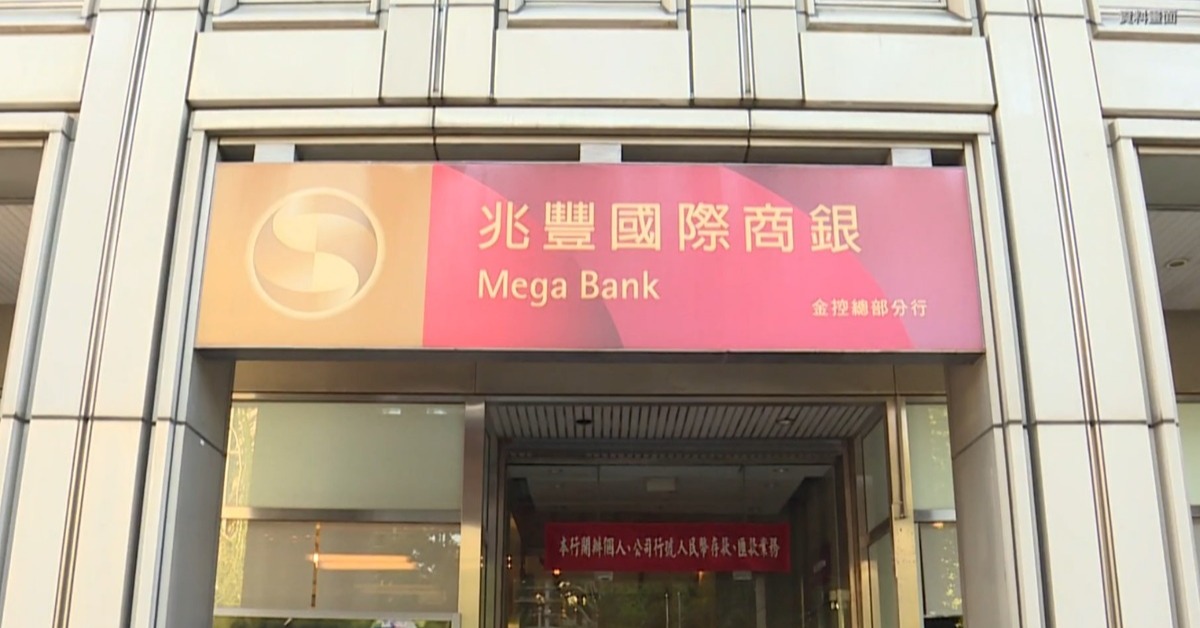 資料畫面
兆豐國際商銀
Mega Bank
金控總部分行
本行開辦個人、公司行號人民幣存款、匯款業務